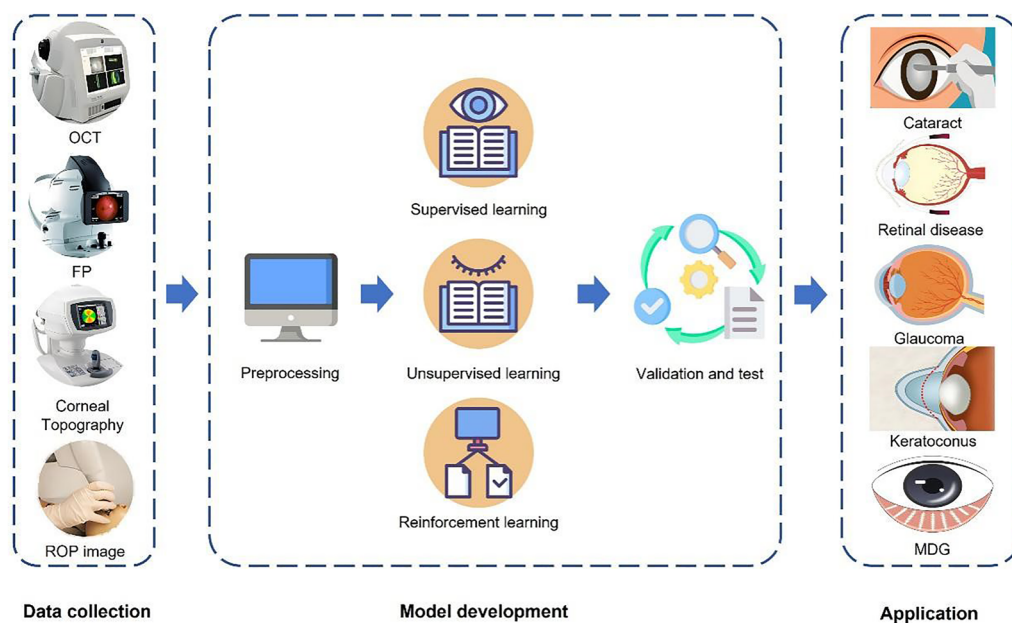 OCT
FP
Corneal
Topography
ROP image
Preprocessing
Supervised learning
Unsupervised learning
Reinforcement learning
Validation and test
Cataract
Retinal disease
Glaucoma
Keratoconus
MDG
Data collection
Model development
Application